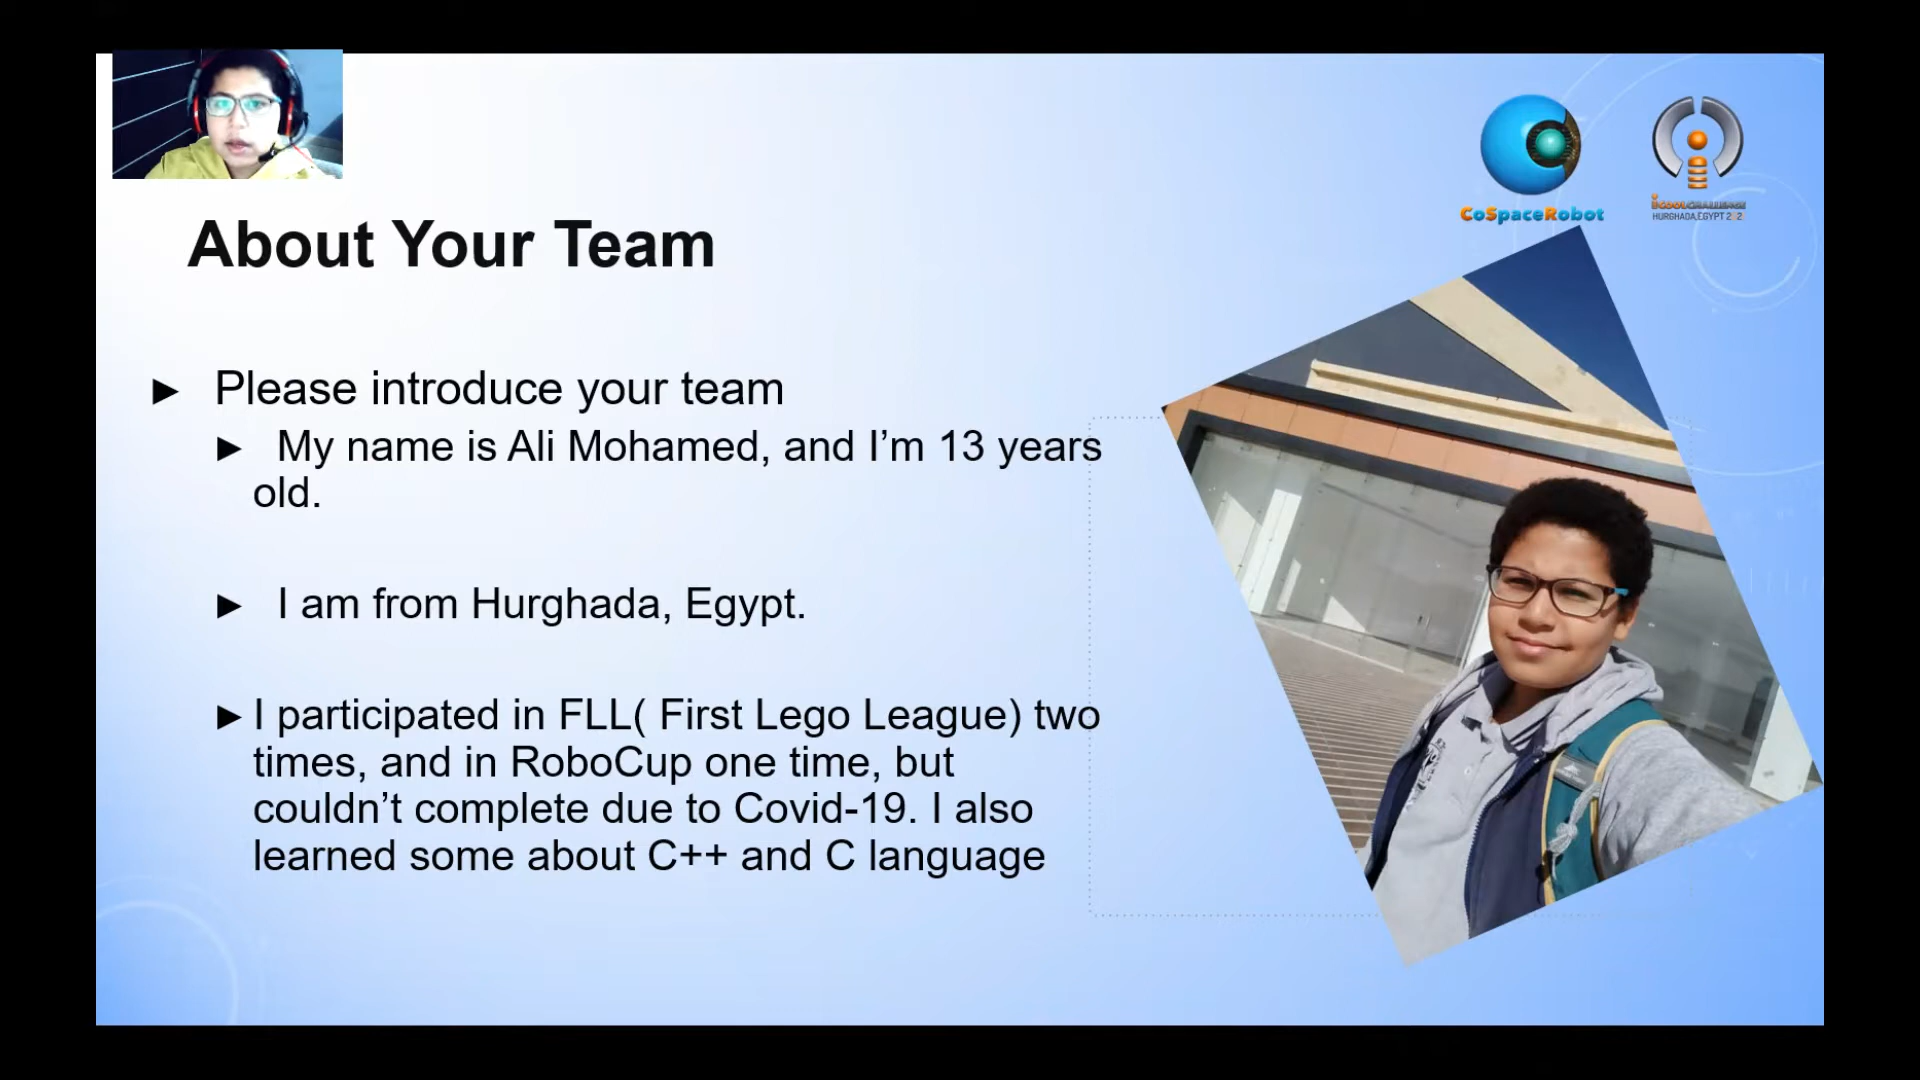 CoSpaceRobot
iCOOLCHALLENGE
HURGHADA,EGYPT 2022
About Your Team
Please introduce your team
My name is Ali Mohamed, and I’m 13 years
old.
I am from Hurghada, Egypt.
I participated in FLL( First Lego League) two
times, and in RoboCup one time, but
couldn’t complete due to Covid-19. I also
learned some about C++ and C language